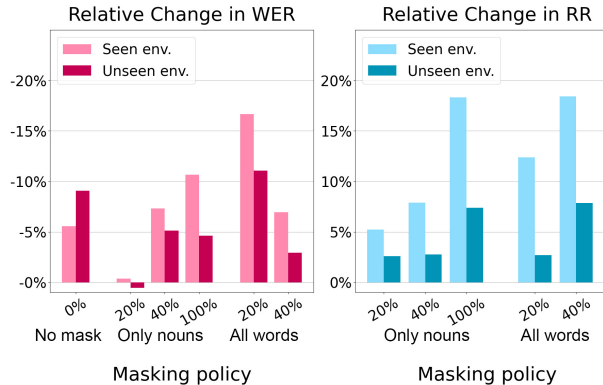 Relative Change in WER
Seen env.
Unseen env.
-20%
-15%
-10%
-5%
-0%
0%
20%
40%
100%
20%
40%
No mask
Only nouns
All words
Masking policy
Relative Change in RR
Seen env.
Unseen env.
20%
15%
10%
5%
0%
20%
40%
100%
20%
40%
Only nouns
All words
Masking policy